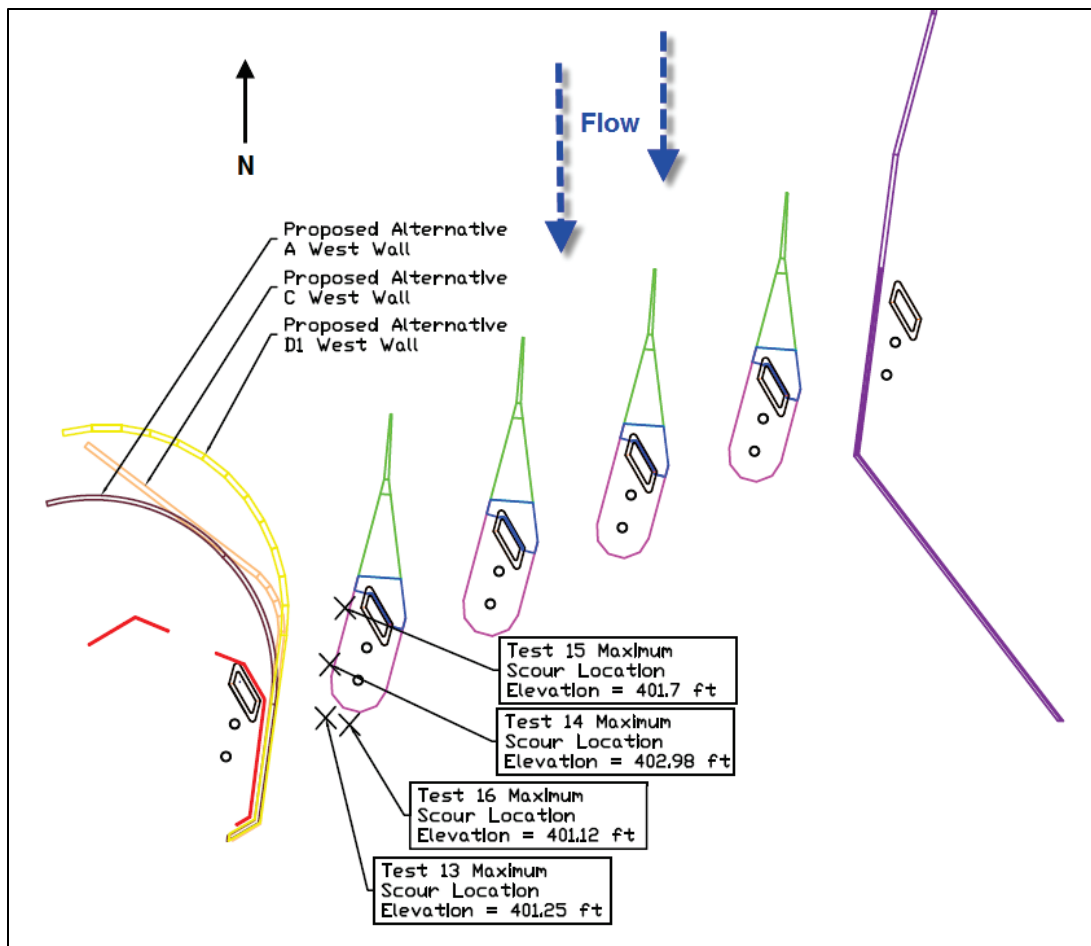 Flow
N
Proposed Alternative
A West Wall
Proposed Alternative
C West Wall
Proposed Alternative
D1 West Wall
Test 15 Maximum
Scour Location
Elevation = 401.7 ft
Test 14 Maximum
Scour Location
Elevation = 402.98 ft
Test 16 Maximum
Scour Location
Elevation = 401.12 ft
Test 13 Maximum
Scour Location
Elevation = 401.25 ft